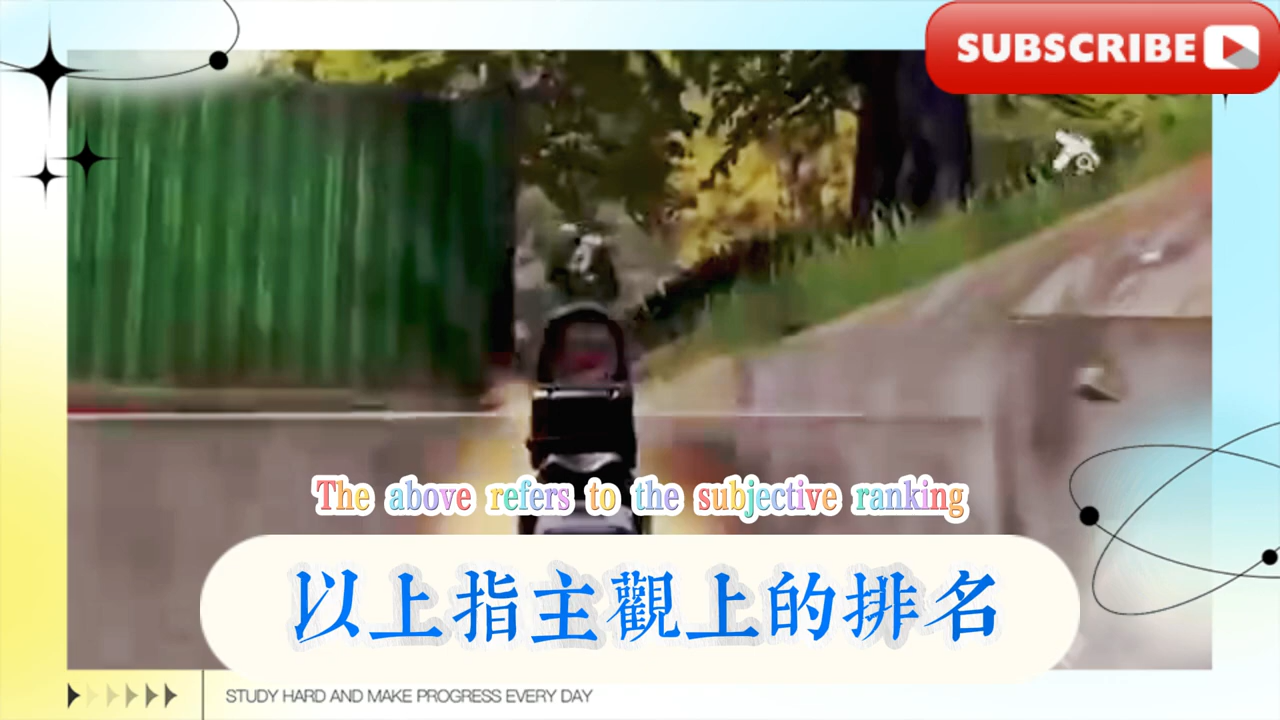 SUBSCRIBE
The above refers to the subjective ranking
以上指主觀上的排名
STUDY HARD AND MAKE PROGRESS EVERY DAY